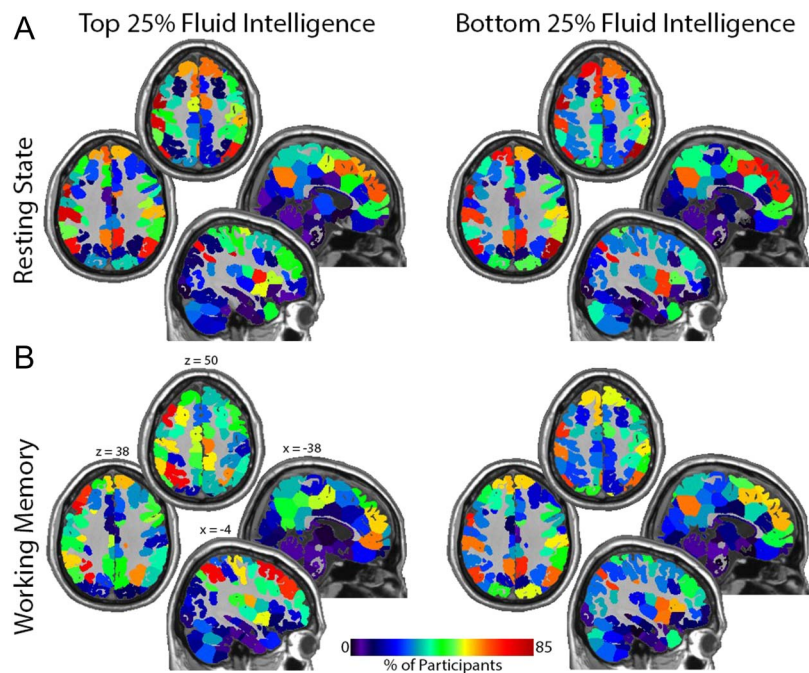 A
Top 25% Fluid Intelligence
Bottom 25% Fluid Intelligence
Resting State
B
z = 50
z = 38
x = -38
x = -4
Working Memory
0
85
% of Participants